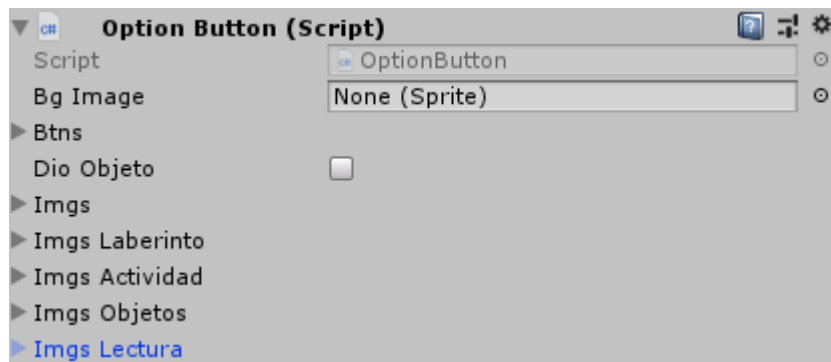 c# Option Button (Script)
Script OptionButton
Bg Image None (Sprite)
Btns
Dio Objeto
Imgs
Imgs Laberinto
Imgs Actividad
Imgs Objetos
Imgs Lectura